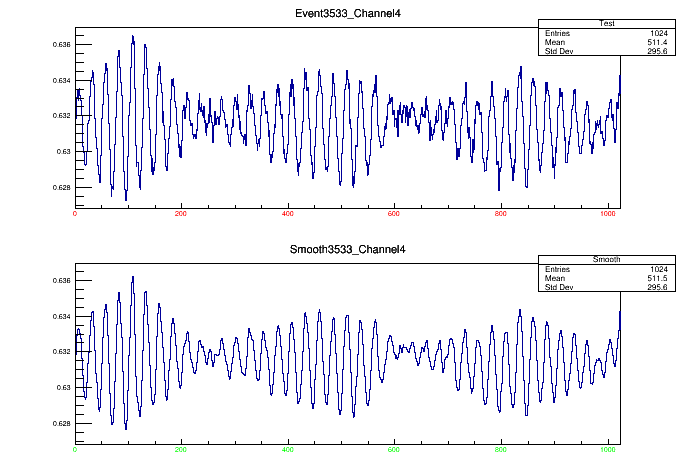 Event3533_Channel4
Test
Entries 1024
Mean 511.4
Std Dev 295.6
0.636
0.634
0.632
0.63
0.628
0 200 400 600 800 1000
Smooth3533_Channel4
Smooth
Entries 1024
Mean 511.5
Std Dev 295.6
0.636
0.634
0.632
0.63
0.628
0 200 400 600 800 1000